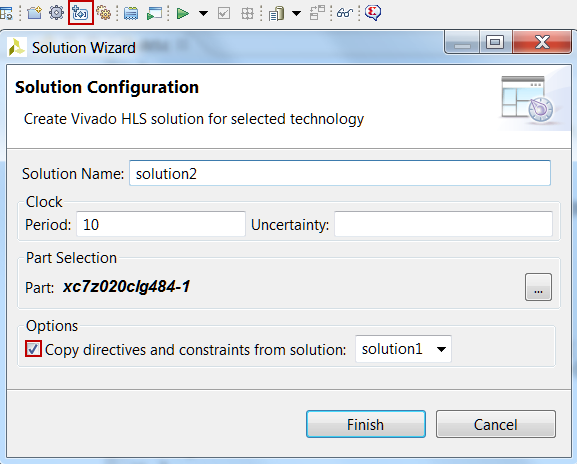 Solution Wizard
Solution Configuration
Create Vivado HLS solution for selected technology
Solution Name: solution2
Clock
Period: 10 Uncertainty:
Part Selection
Part: xc7z020clg484-1 ...
Options
Copy directives and constraints from solution: solution1
Finish Cancel